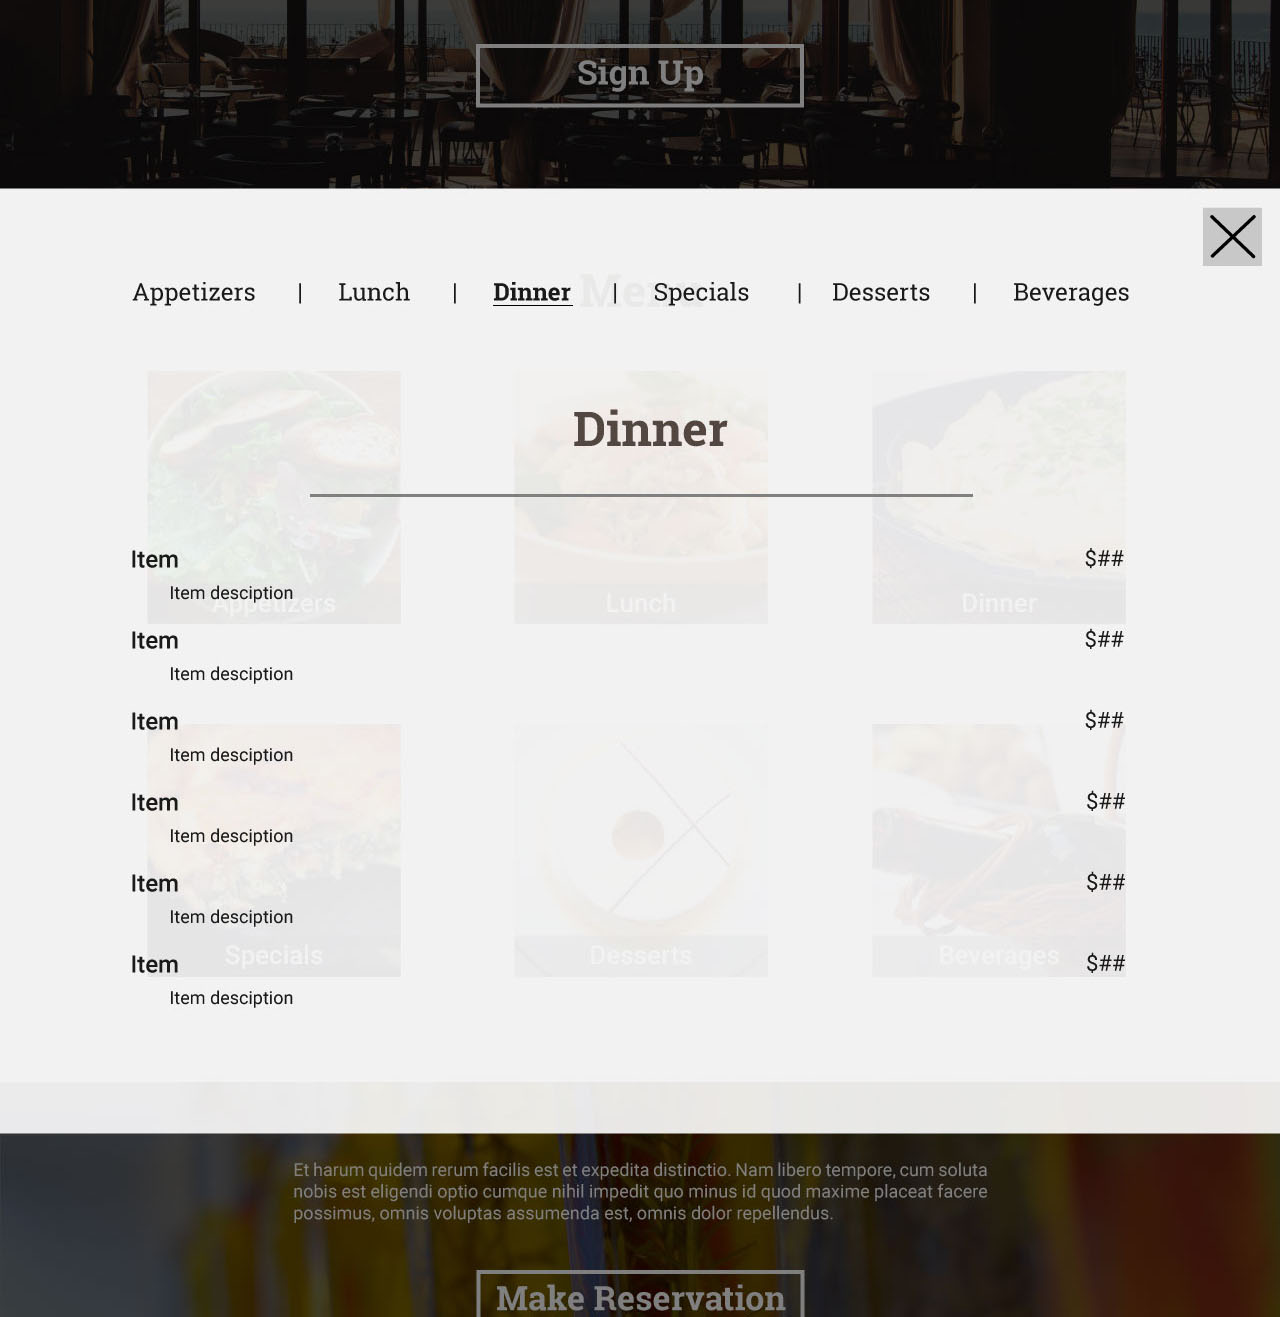 Sign Up
Menu
Appetizers | Lunch | Dinner | Specials | Desserts | Beverages
Dinner
Item $##
Item desciption
Appetizers Lunch Dinner
Item $##
Item desciption
Item $##
Item desciption
Item $##
Item desciption
Item $##
Item desciption
Specials Desserts Beverages
Item $##
Item desciption
Et harum quidem rerum facilis est et expedita distinctio. Nam libero tempore, cum soluta
nobis est eligendi optio cumque nihil impedit quo minus id quod maxime placeat facere
possimus, omnis voluptas assumenda est, omnis dolor repellendus.
Make Reservation